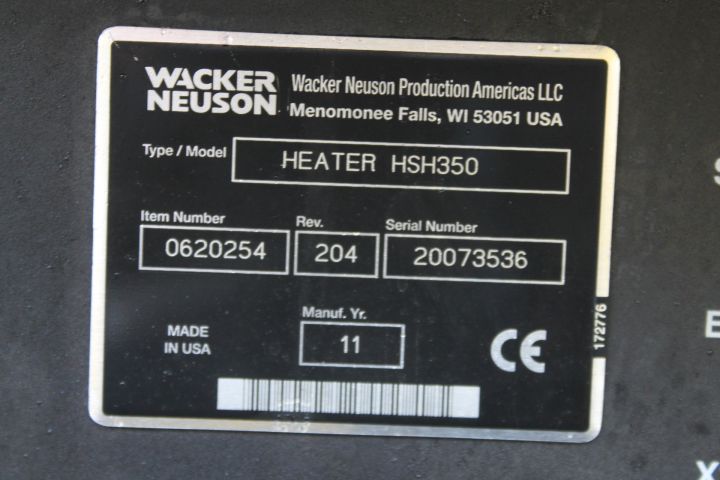 WACKER
NEUSON
Wacker Neuson Production Americas LLC
Menomonee Falls, WI 53051 USA
Type / Model HEATER HSH350
Item Number Rev. Serial Number
0620254 204 20073536
Manuf. Yr.
MADE
IN USA
11
CE
172776